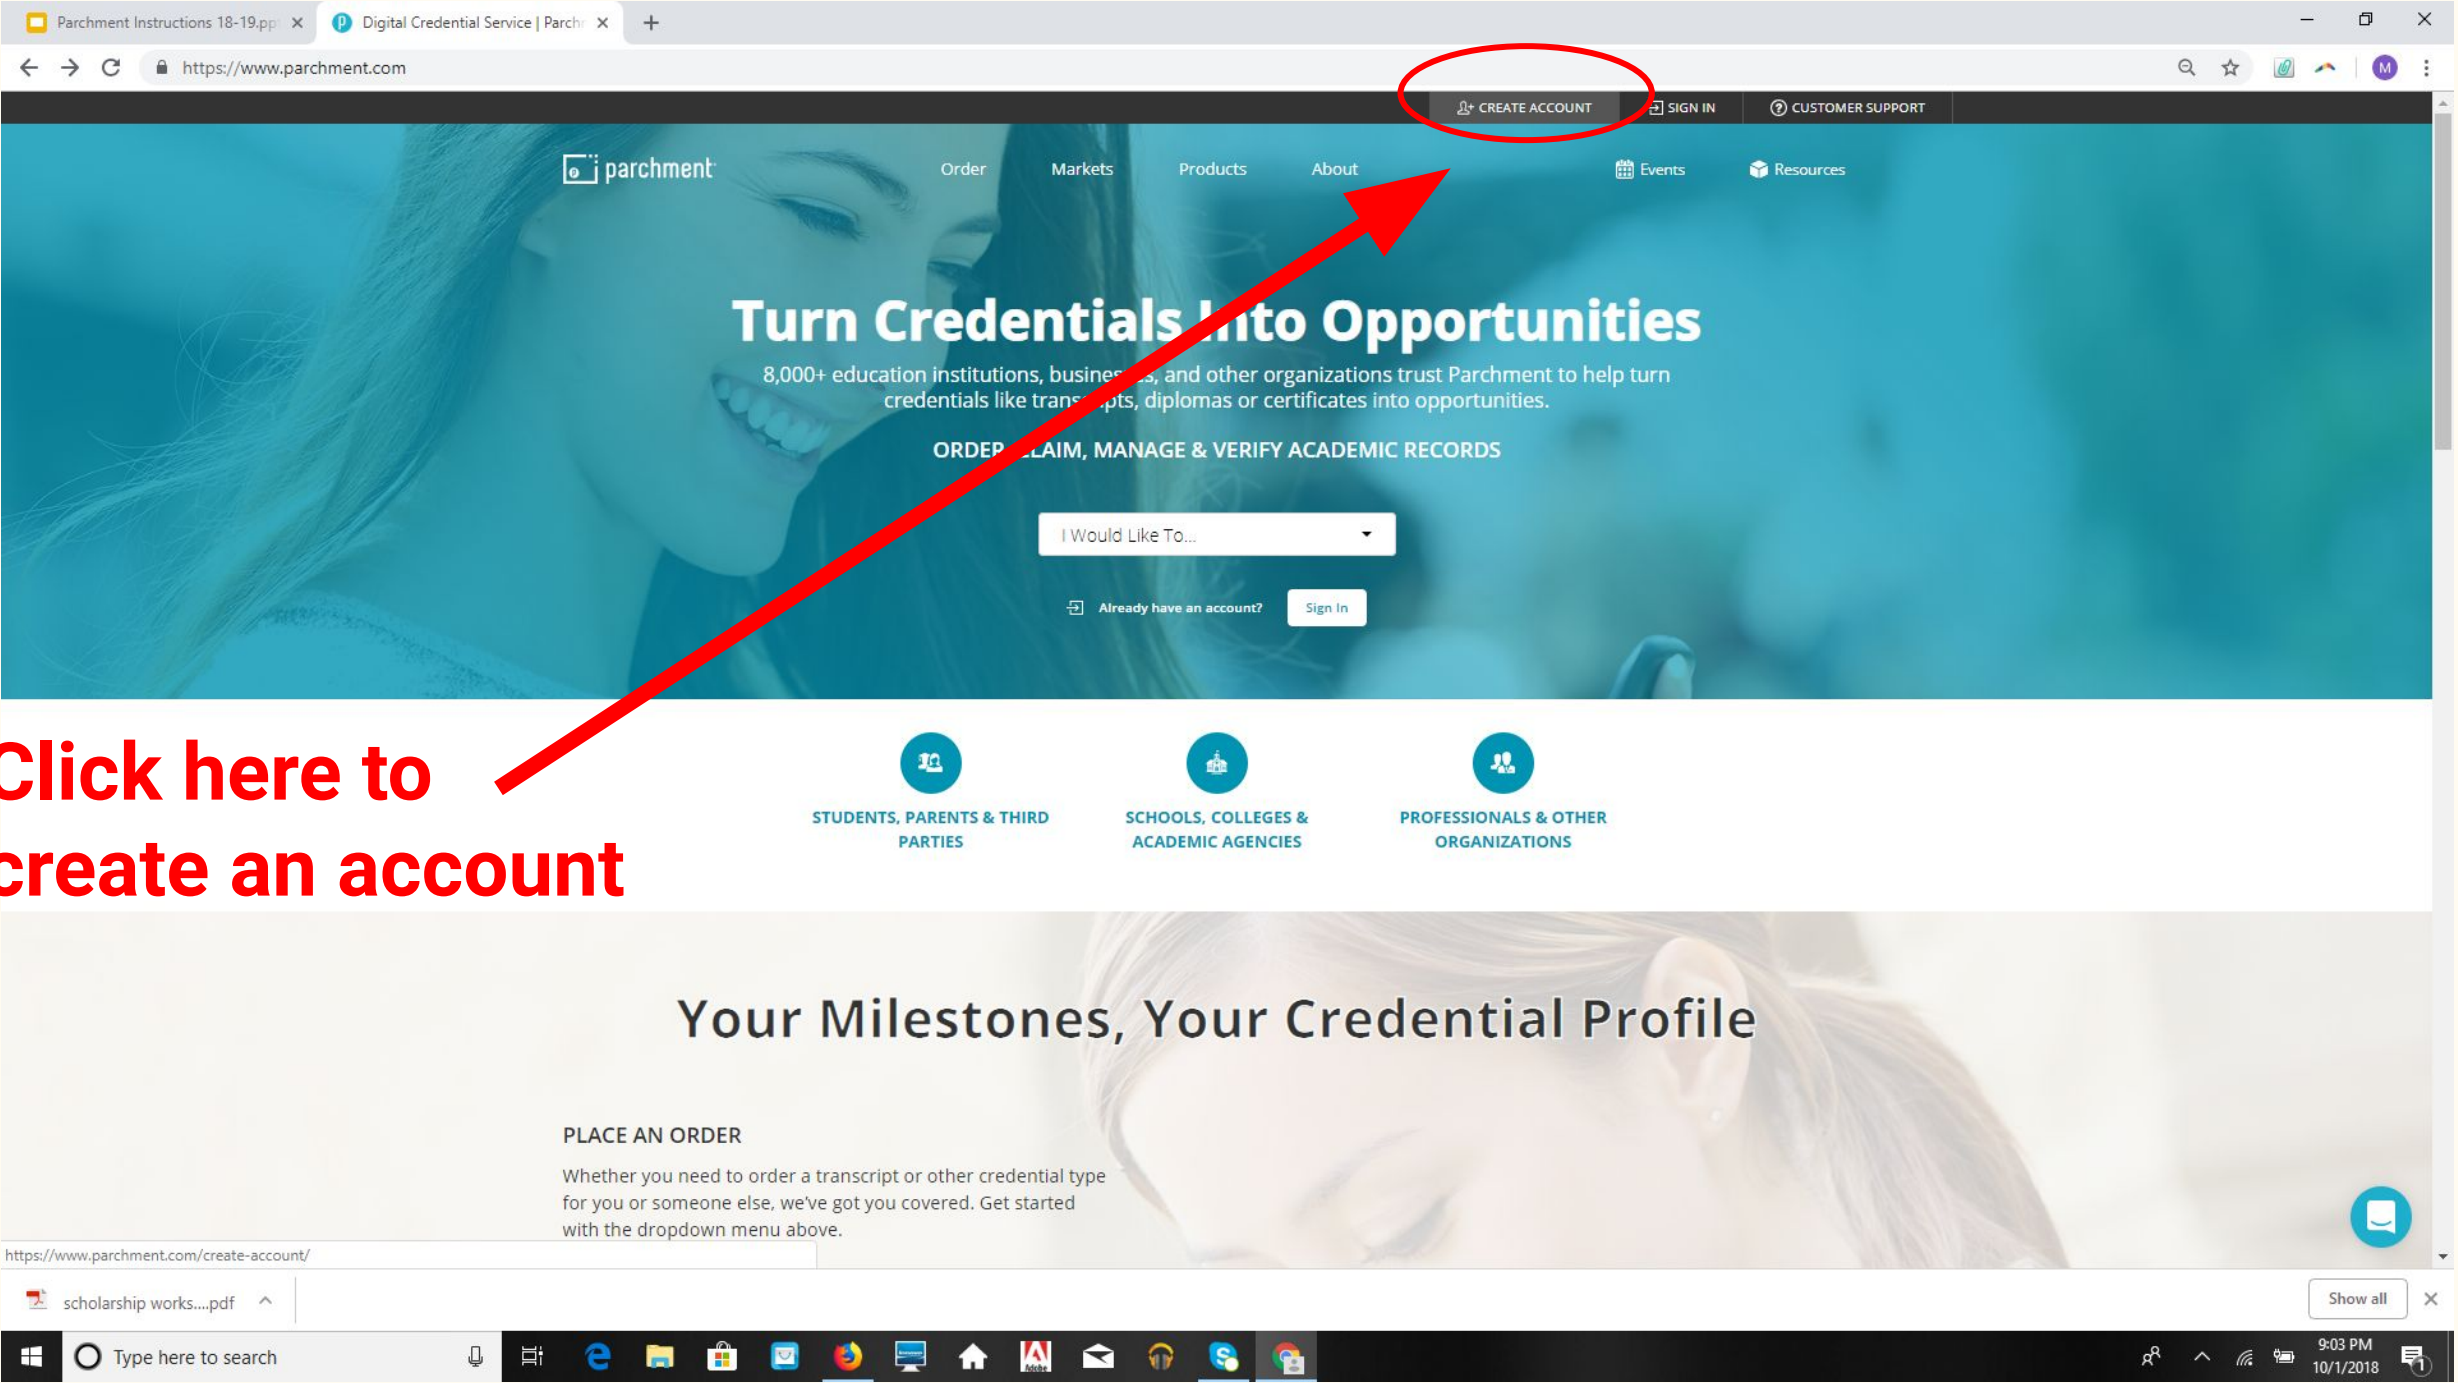 Parchment Instructions 18-19.pp
Digital Credential Service | Parch
https://www.parchment.com
M
CREATE ACCOUNT
SIGN IN
CUSTOMER SUPPORT
parchment
Order
Markets
Products
About
Events
Resources
Turn Credentials Into Opportunities
8,000+ education institutions, businesses, and other organizations trust Parchment to help turn
credentials like transcripts, diplomas or certificates into opportunities.
ORDER, CLAIM, MANAGE & VERIFY ACADEMIC RECORDS
I Would Like To...
Already have an account?
Sign In
Click here to
create an account
STUDENTS, PARENTS & THIRD
PARTIES
SCHOOLS, COLLEGES &
ACADEMIC AGENCIES
PROFESSIONALS & OTHER
ORGANIZATIONS
Your Milestones, Your Credential Profile
PLACE AN ORDER
Whether you need to order a transcript or other credential type
for you or someone else, we've got you covered. Get started
with the dropdown menu above.
https://www.parchment.com/create-account/
scholarship works....pdf
Show all
Type here to search
Adobe
9:03 PM
10/1/2018
1